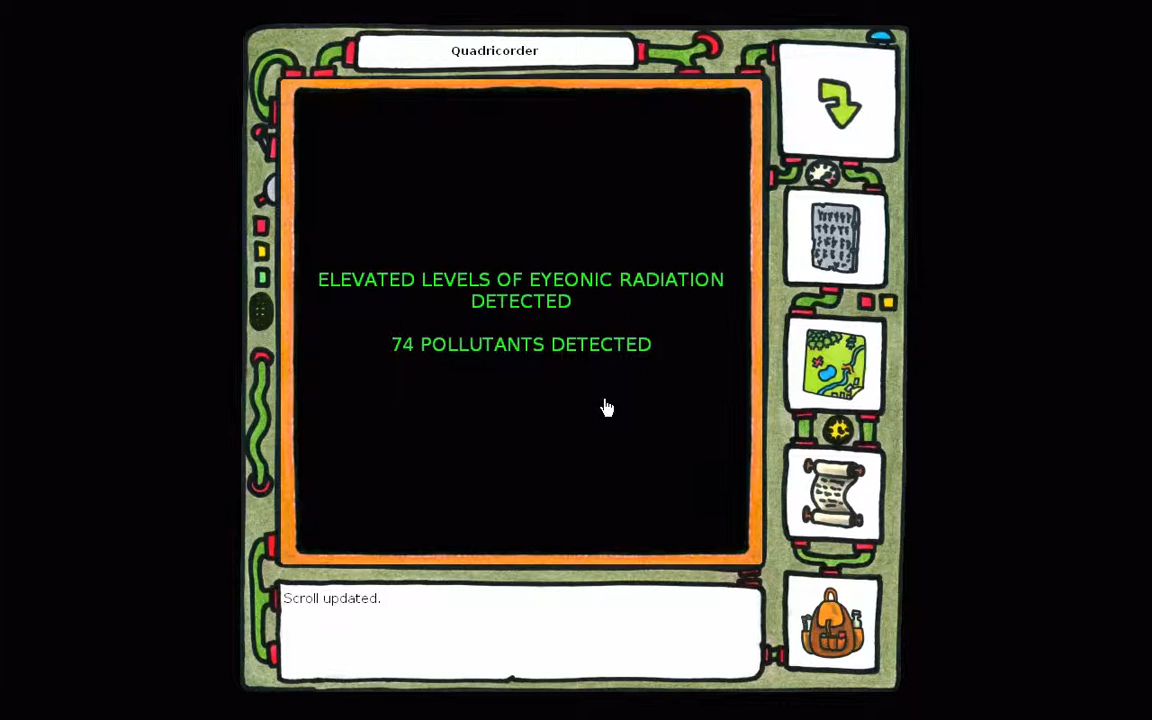 Quadricorder
ELEVATED LEVELS OF EYEONIC RADIATION
DETECTED
74 POLLUTANTS DETECTED
Scroll updated.